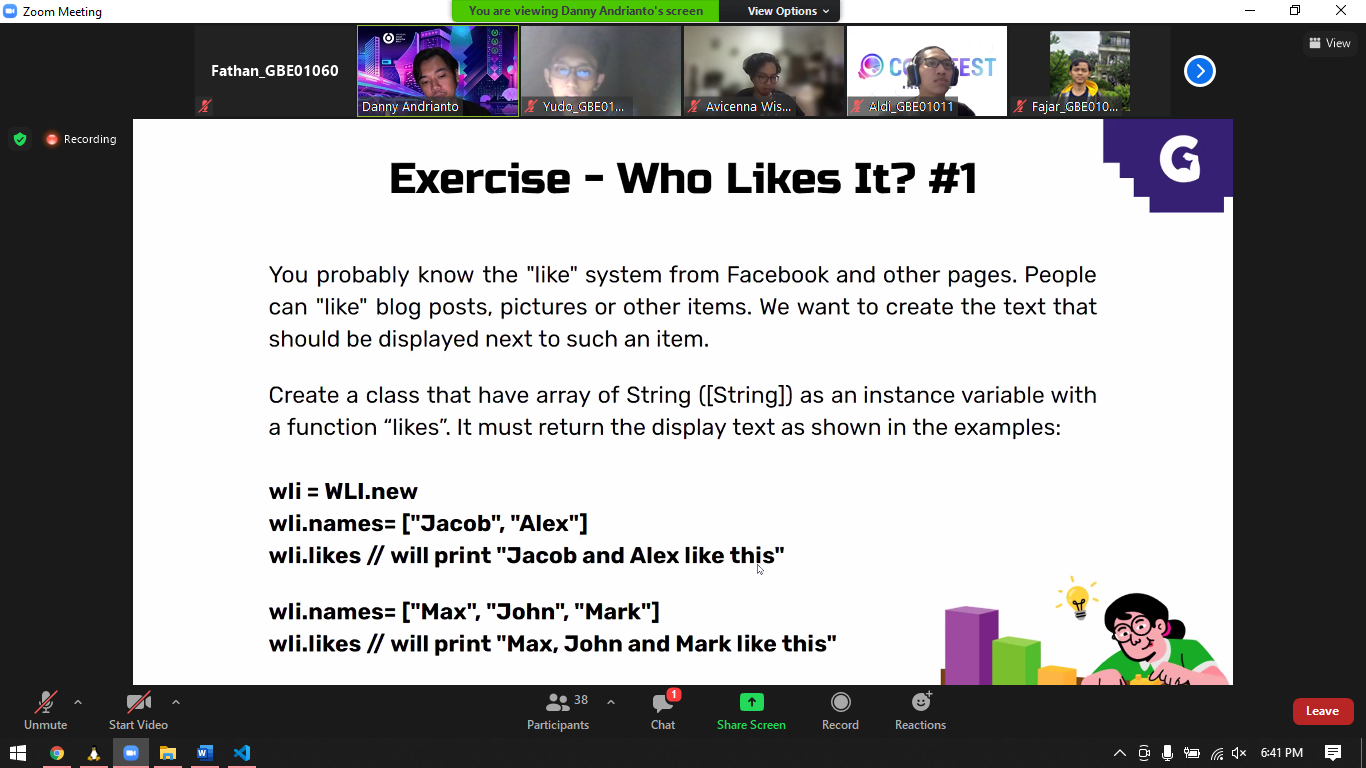 Zoom Meeting
You are viewing Danny Andrianto's screen
View Options
Fathan_GBE01060
Danny Andrianto
Yudo_GBE01...
Avicenna Wis...
Aldi_GBE01011
Fajar_GBE010...
View
Recording
G
Exercise - Who Likes It? #1
You probably know the "like" system from Facebook and other pages. People
can "like" blog posts, pictures or other items. We want to create the text that
should be displayed next to such an item.
Create a class that have array of String ([String]) as an instance variable with
a function “likes”. It must return the display text as shown in the examples:
wli = WLI.new
wli.names= ["Jacob", "Alex"]
wli.likes // will print "Jacob and Alex like this"
wli.names= ["Max", "John", "Mark"]
wli.likes // will print "Max, John and Mark like this"
Unmute
Start Video
38
Participants
1
Chat
Share Screen
Record
Reactions
Leave
6:41 PM